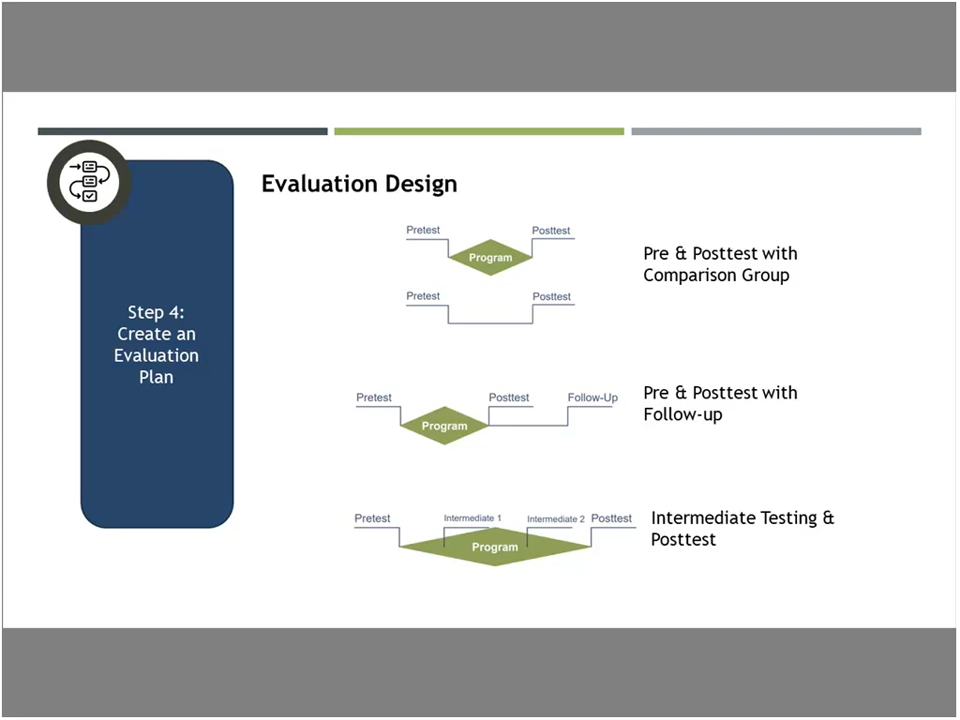 Evaluation Design
Step 4:
Create an
Evaluation
Plan
Pretest
Posttest
Program
Pretest
Posttest
Pre & Posttest with
Comparison Group
Pretest
Posttest
Follow-Up
Program
Pre & Posttest with
Follow-up
Pretest
Intermediate 1
Intermediate 2
Posttest
Program
Intermediate Testing &
Posttest